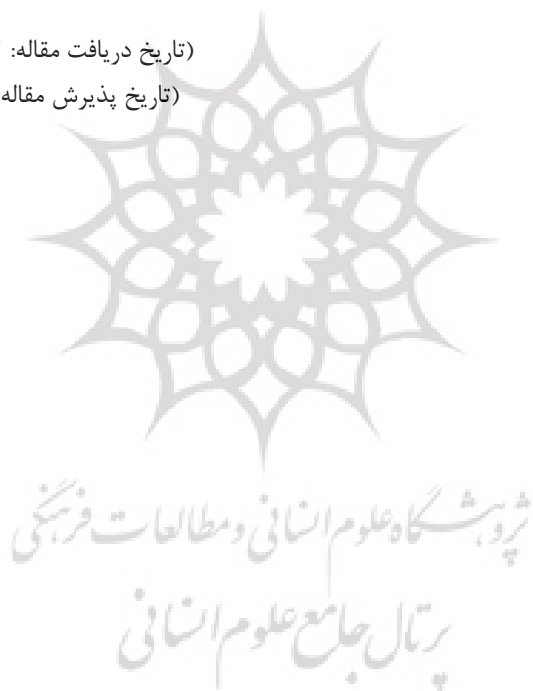 (تاریخ دریافت مقاله:
(تاریخ پذیرش مقاله
پژوهشگاه علوم انسانی و مطالعات فرهنگی
پرتال جامع علوم انسانی